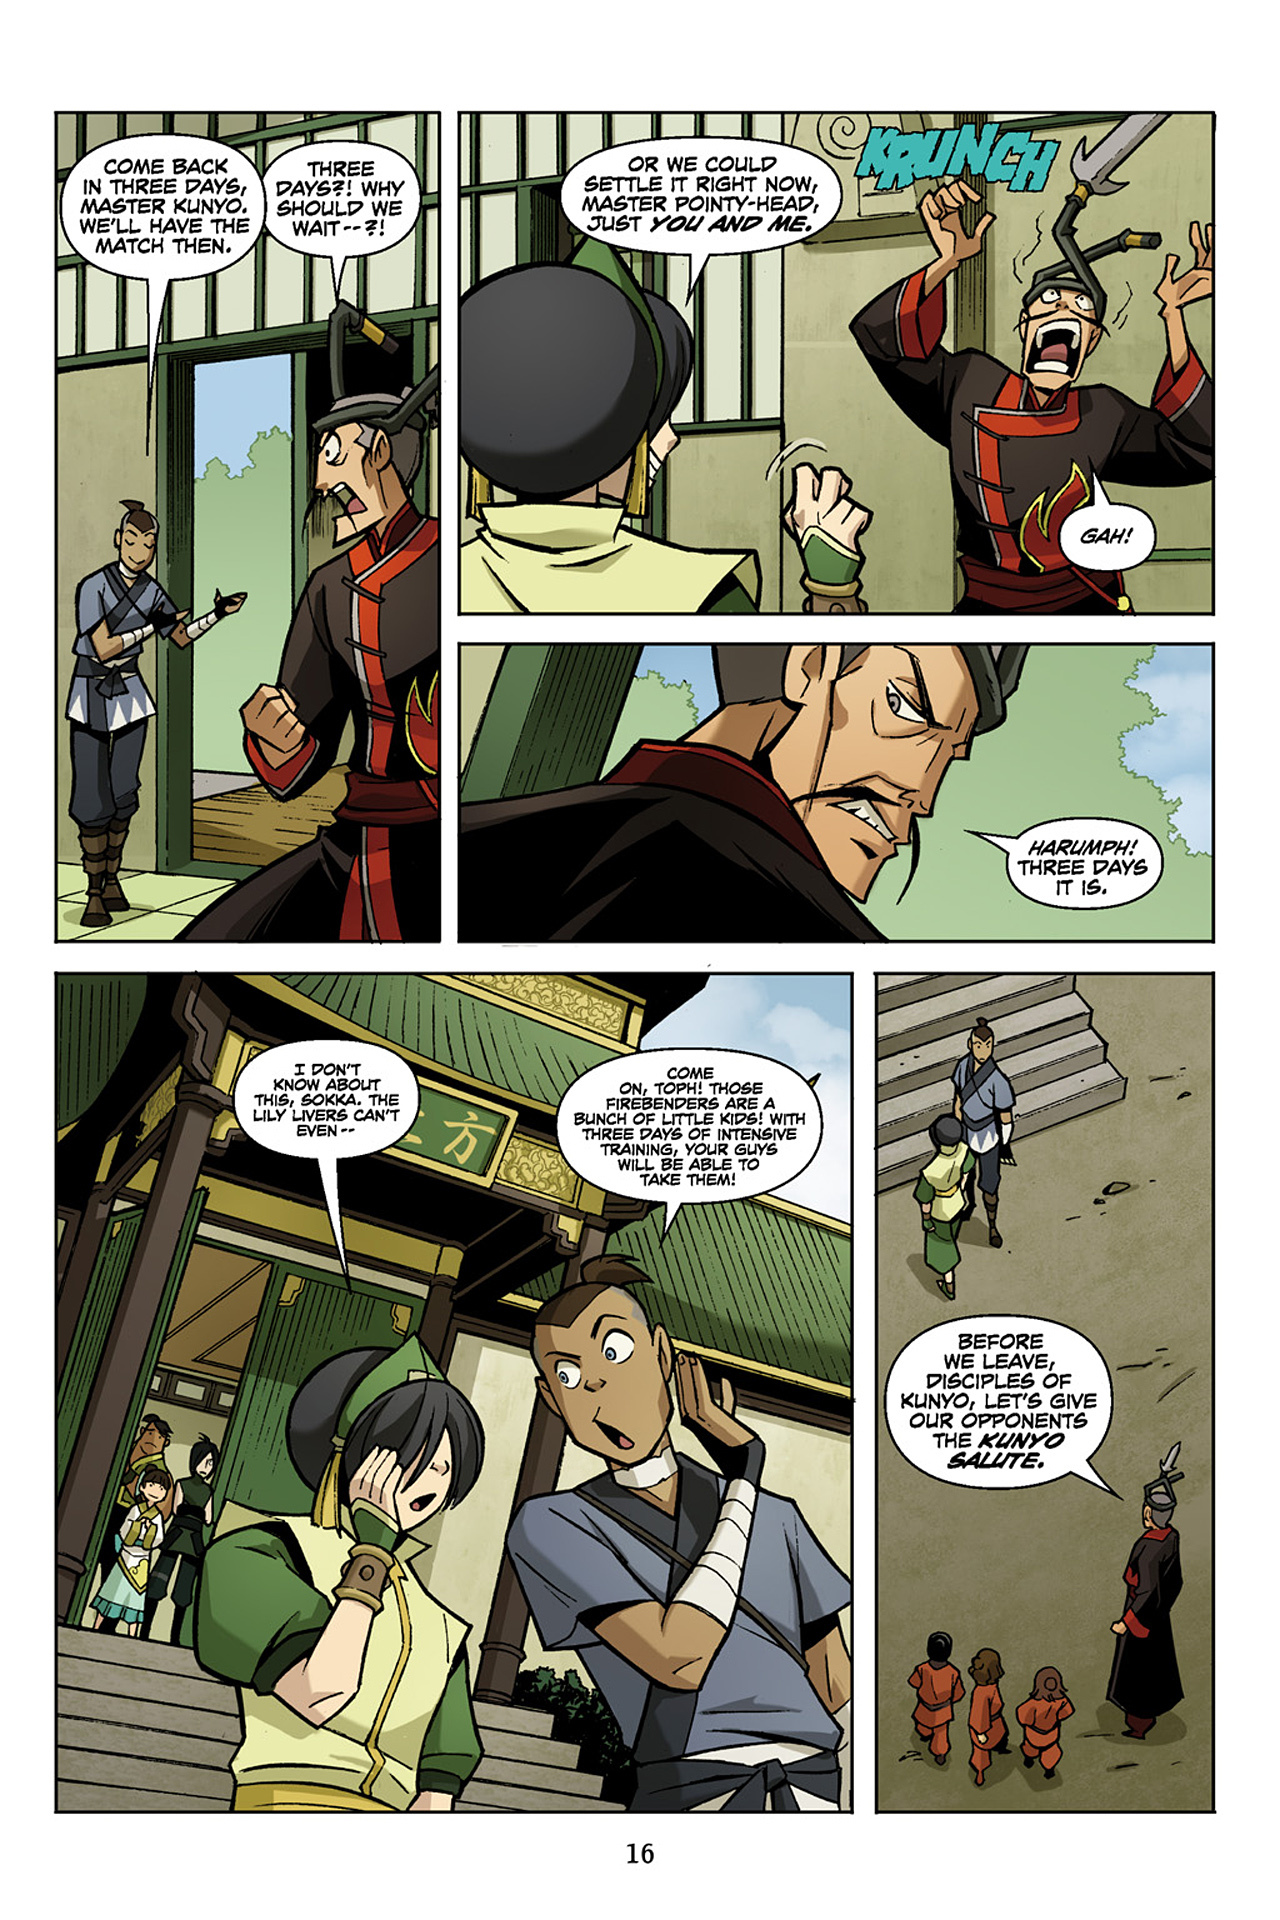 COME BACK
IN THREE DAYS,
MASTER KUNYO.
WE'LL HAVE THE
MATCH THEN.
THREE
DAYS?! WHY
SHOULD WE
WAIT--?!
OR WE COULD
SETTLE IT RIGHT NOW,
MASTER POINTY-HEAD,
JUST YOU AND ME.
KRUNCH
GAH!
HARUMPH!
THREE DAYS
IT IS.
I DON'T
KNOW ABOUT
THIS, SOKKA. THE
LILY LIVERS CAN'T
EVEN--
COME
ON, TOPH! THOSE
FIREBENDERS ARE A
BUNCH OF LITTLE KIDS! WITH
THREE DAYS OF INTENSIVE
TRAINING, YOUR GUYS
WILL BE ABLE TO
TAKE THEM!
方
BEFORE
WE LEAVE,
DISCIPLES OF
KUNYO, LET'S GIVE
OUR OPPONENTS
THE KUNYO
SALUTE.
16